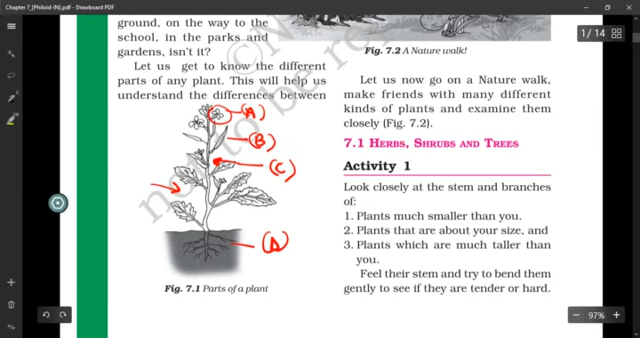 Chapter 7_(Philoid-IN).pdf - Drawboard PDF
1/14
ground, on the way to the
school, in the parks and
gardens, isn't it?
Let us get to know the different
parts of any plant. This will help us
understand the differences between
(A)
(B)
(C)
(D)
Fig. 7.1 Parts of a plant
Fig. 7.2 A Nature walk!
Let us now go on a Nature walk,
make friends with many different
kinds of plants and examine them
closely (Fig. 7.2).
7.1 HERBS, SHRUBS AND TREES
Activity 1
Look closely at the stem and branches
of:
1. Plants much smaller than you.
2. Plants that are about your size, and
3. Plants which are much taller than
you.
Feel their stem and try to bend them
gently to see if they are tender or hard.
97%
not to be re